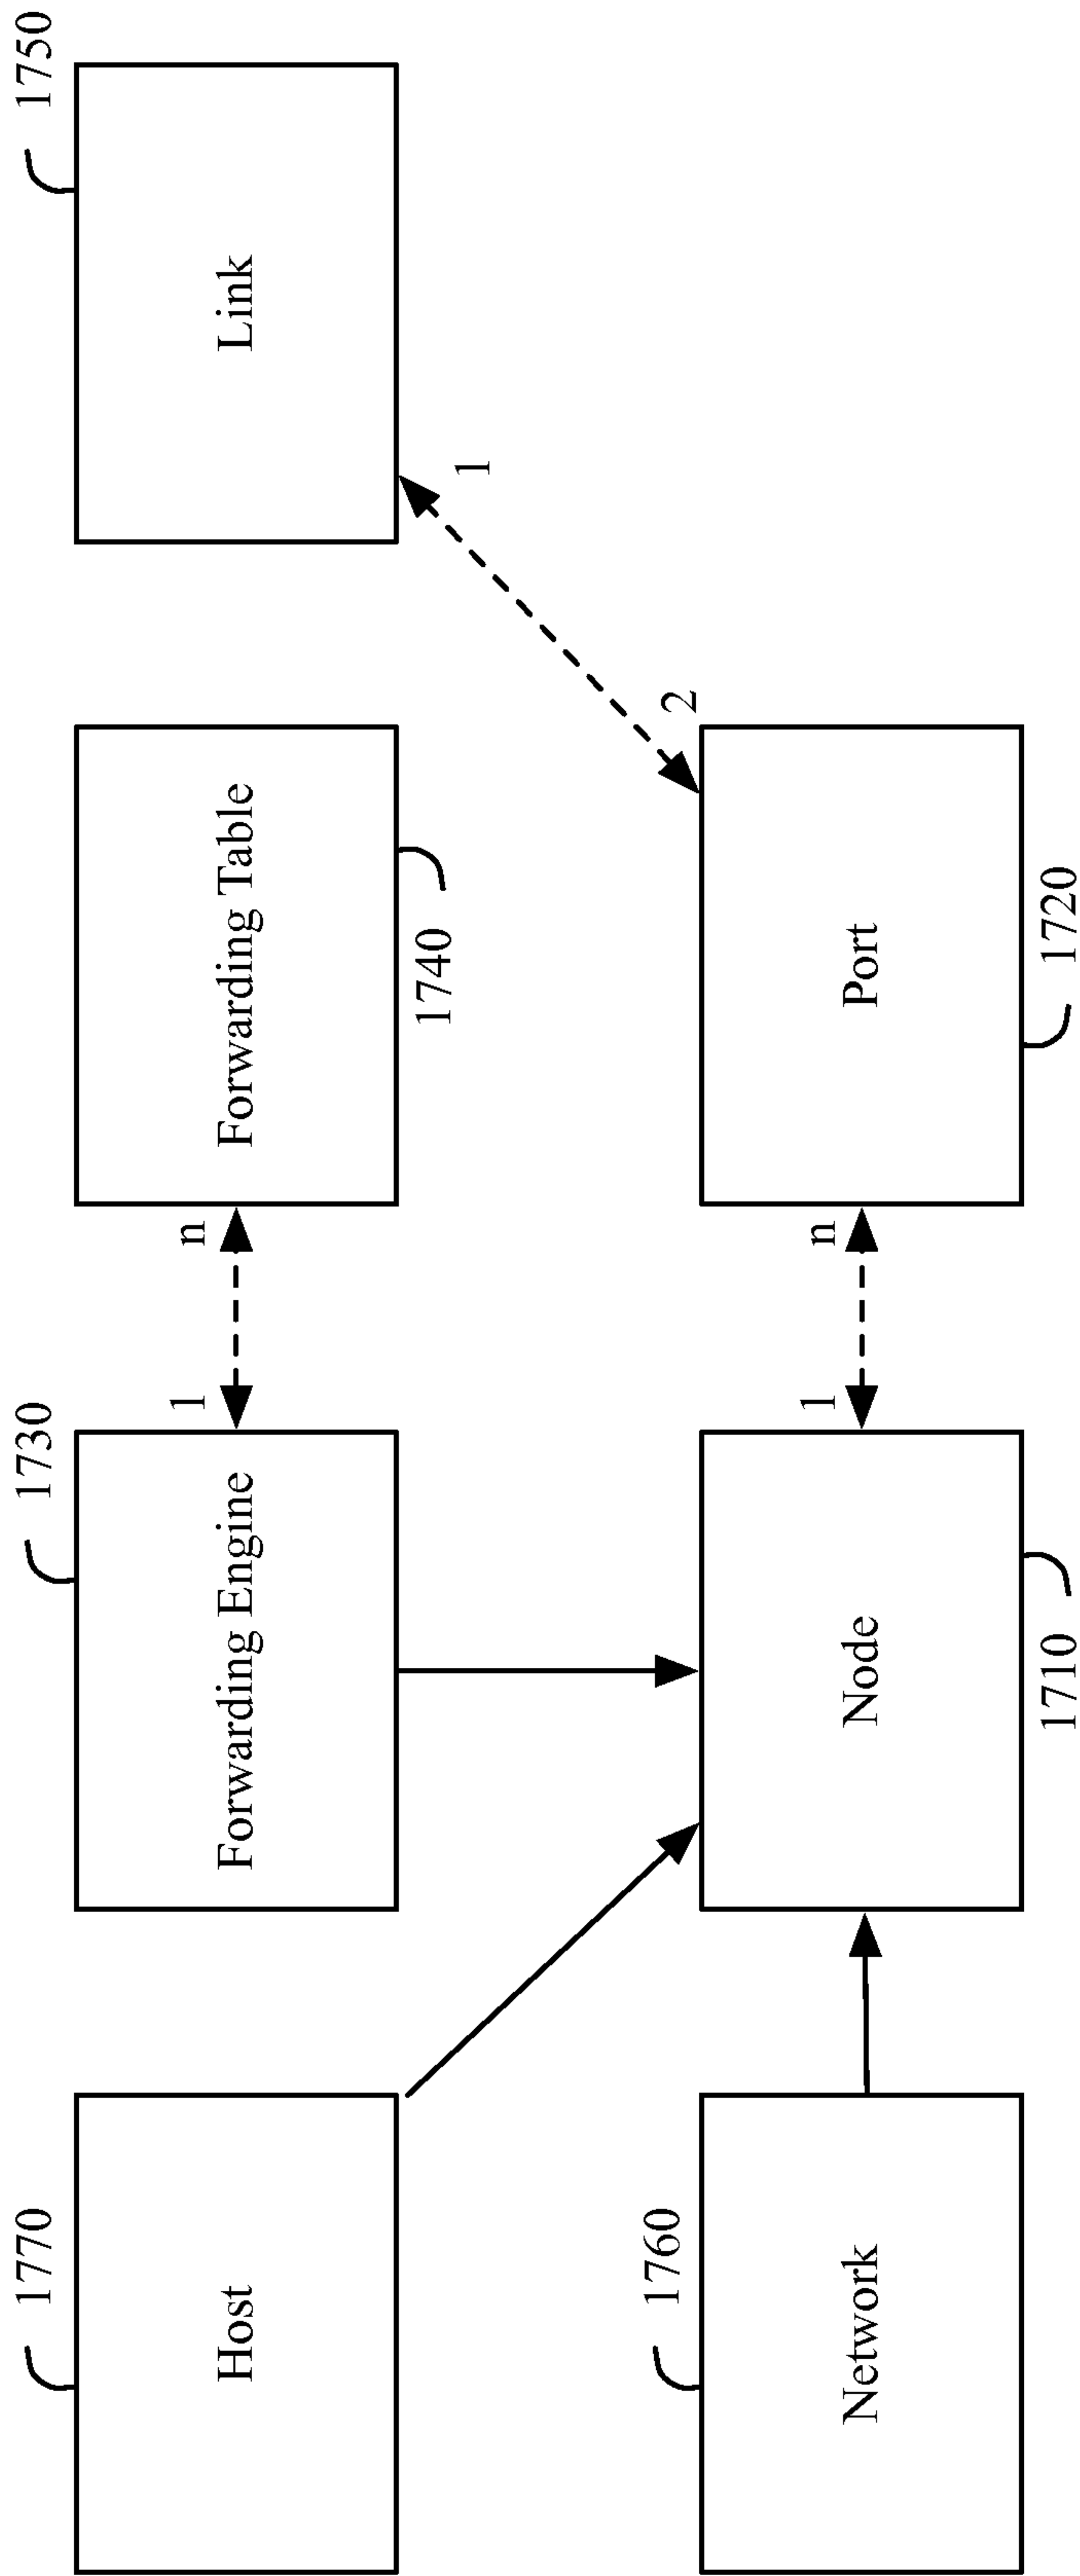 1770
Host
1730
Forwarding Engine
1
n
Forwarding Table
1740
1750
Link
1
2
1760
Network
Node
1710
1
n
Port
1720